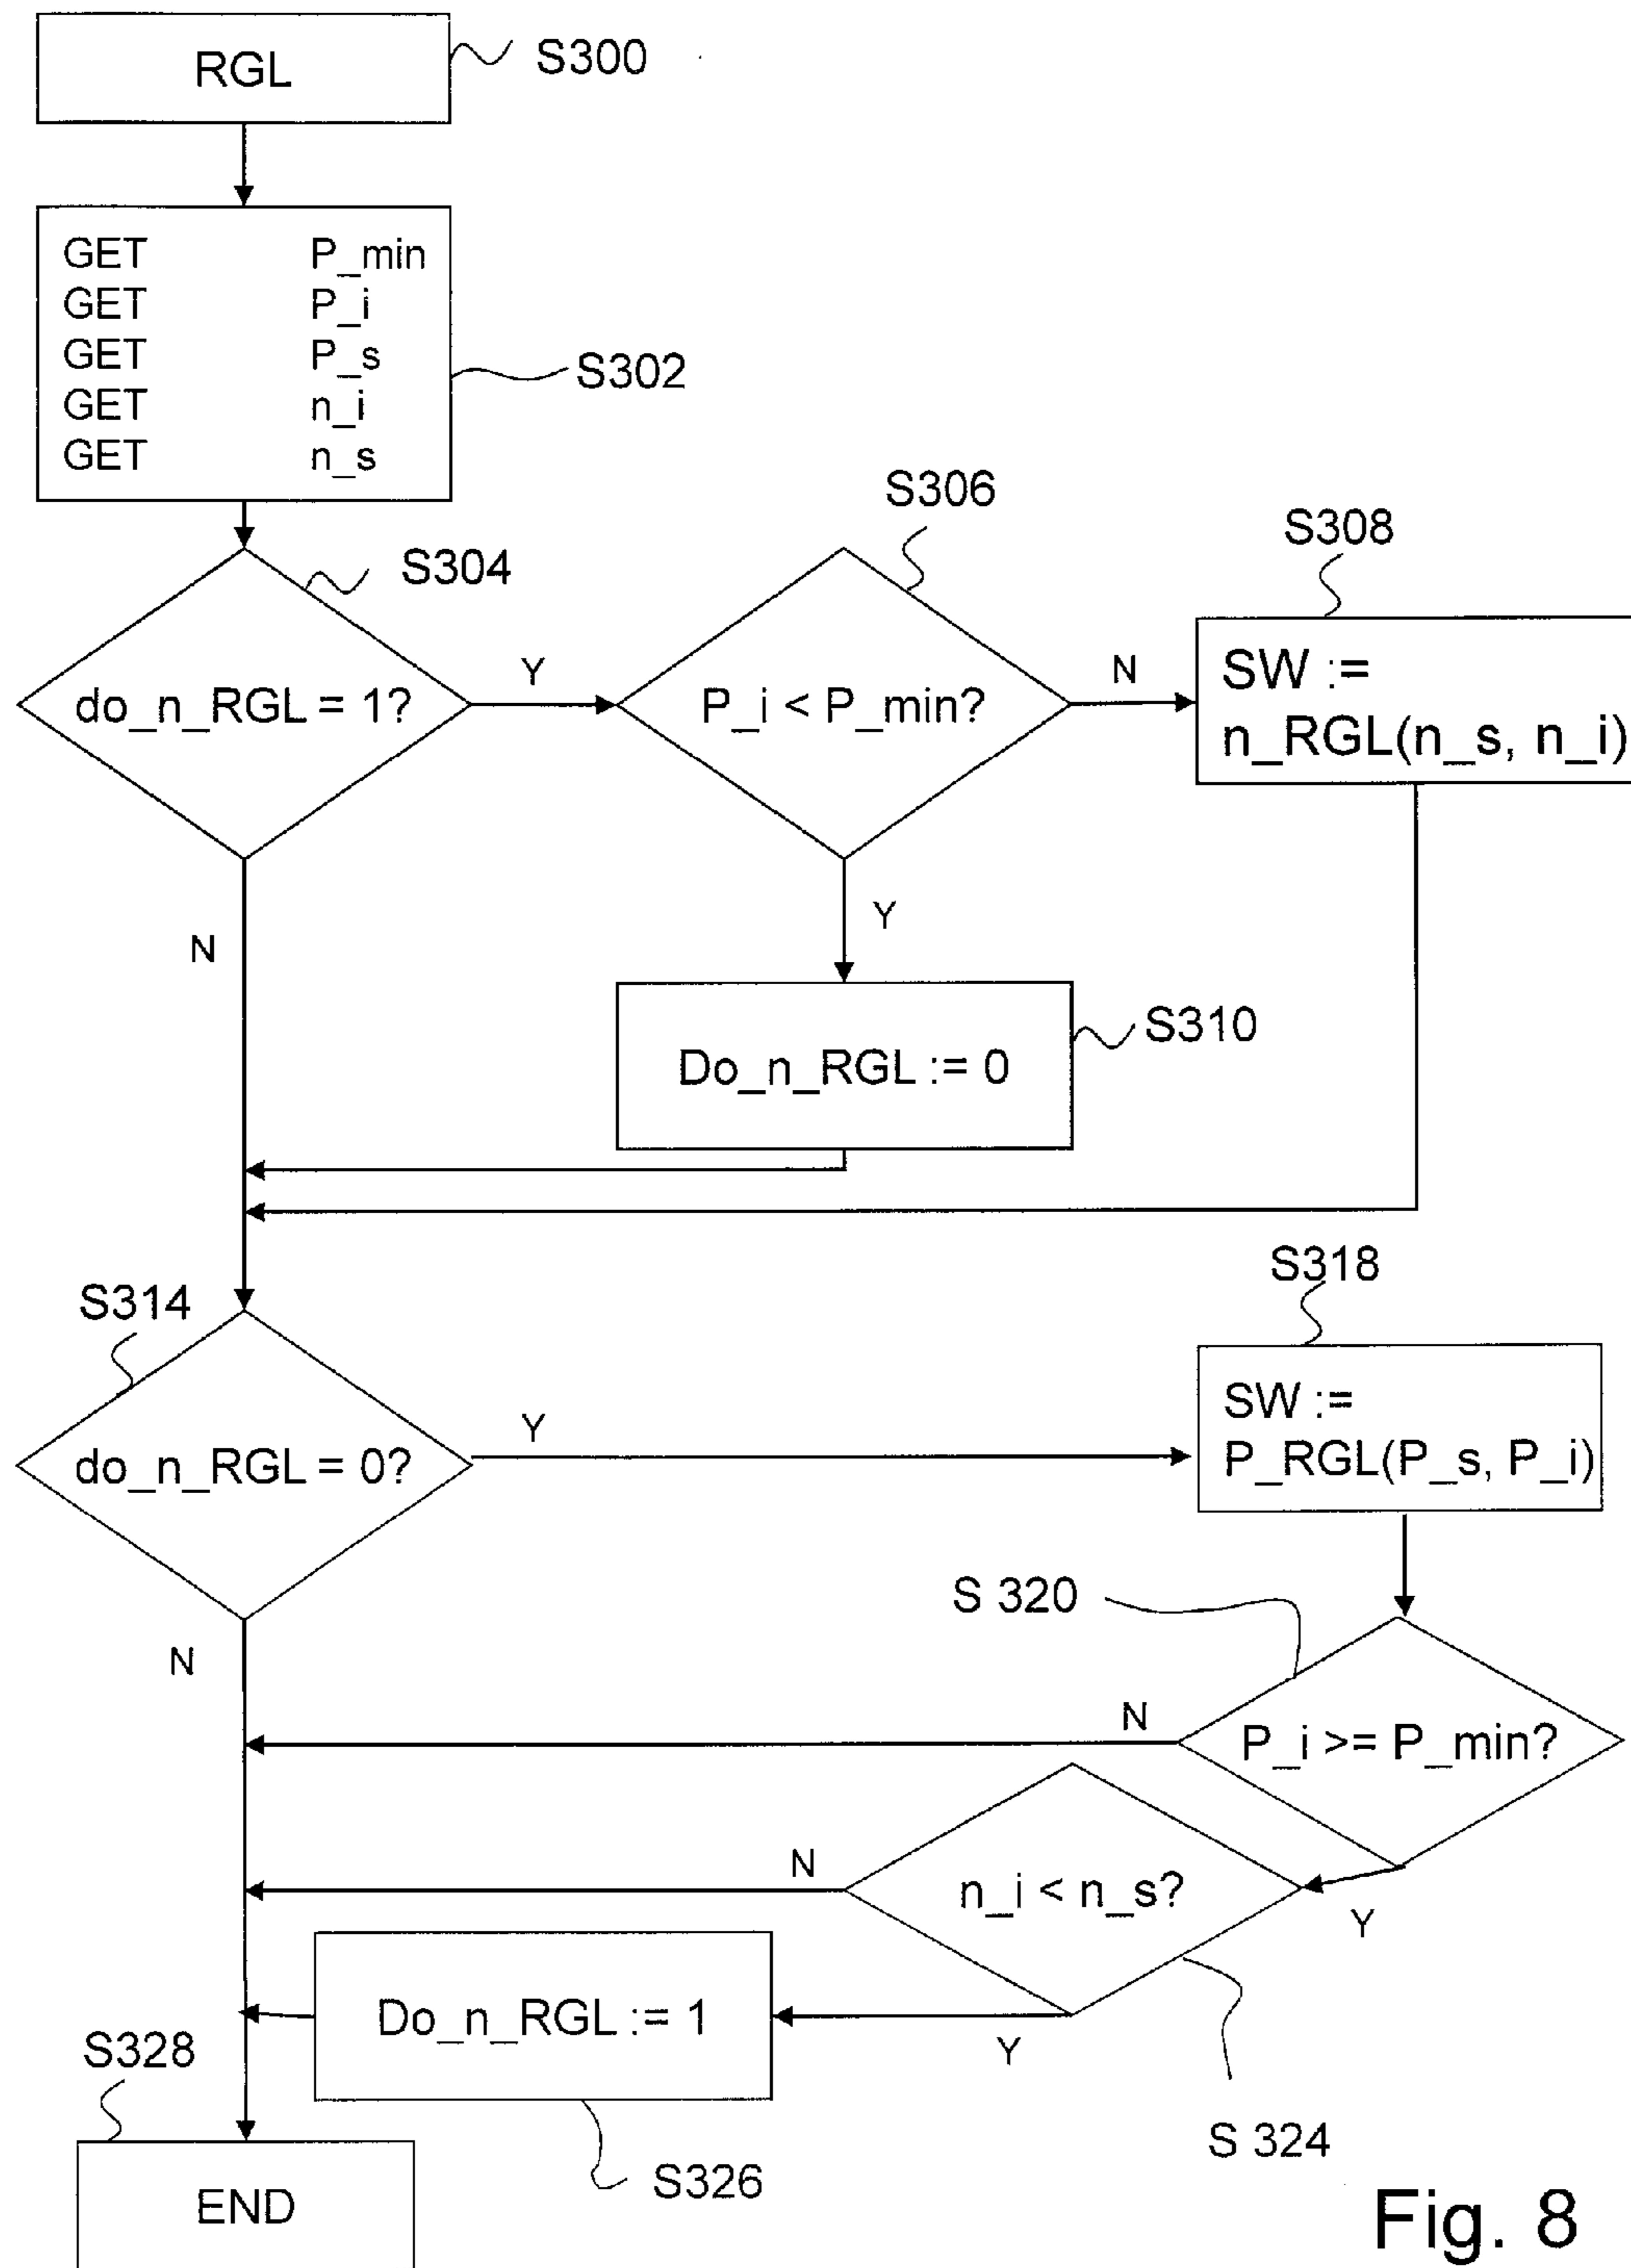 RGL
S300
GET P_min
GET P_i
GET P_s
GET n_i
GET n_s
S302
S304
do_n_RGL = 1?
Y
S306
P_i < P_min?
N
S308
SW :=
n_RGL(n_s, n_i)
N
Y
Do_n_RGL := 0
S310
S314
do_n_RGL = 0?
Y
S318
SW :=
P_RGL(P_s, P_i)
N
S 320
P_i >= P_min?
N
Y
n_i < n_s?
N
Y
S 324
Do_n_RGL := 1
S326
S328
END
Fig. 8